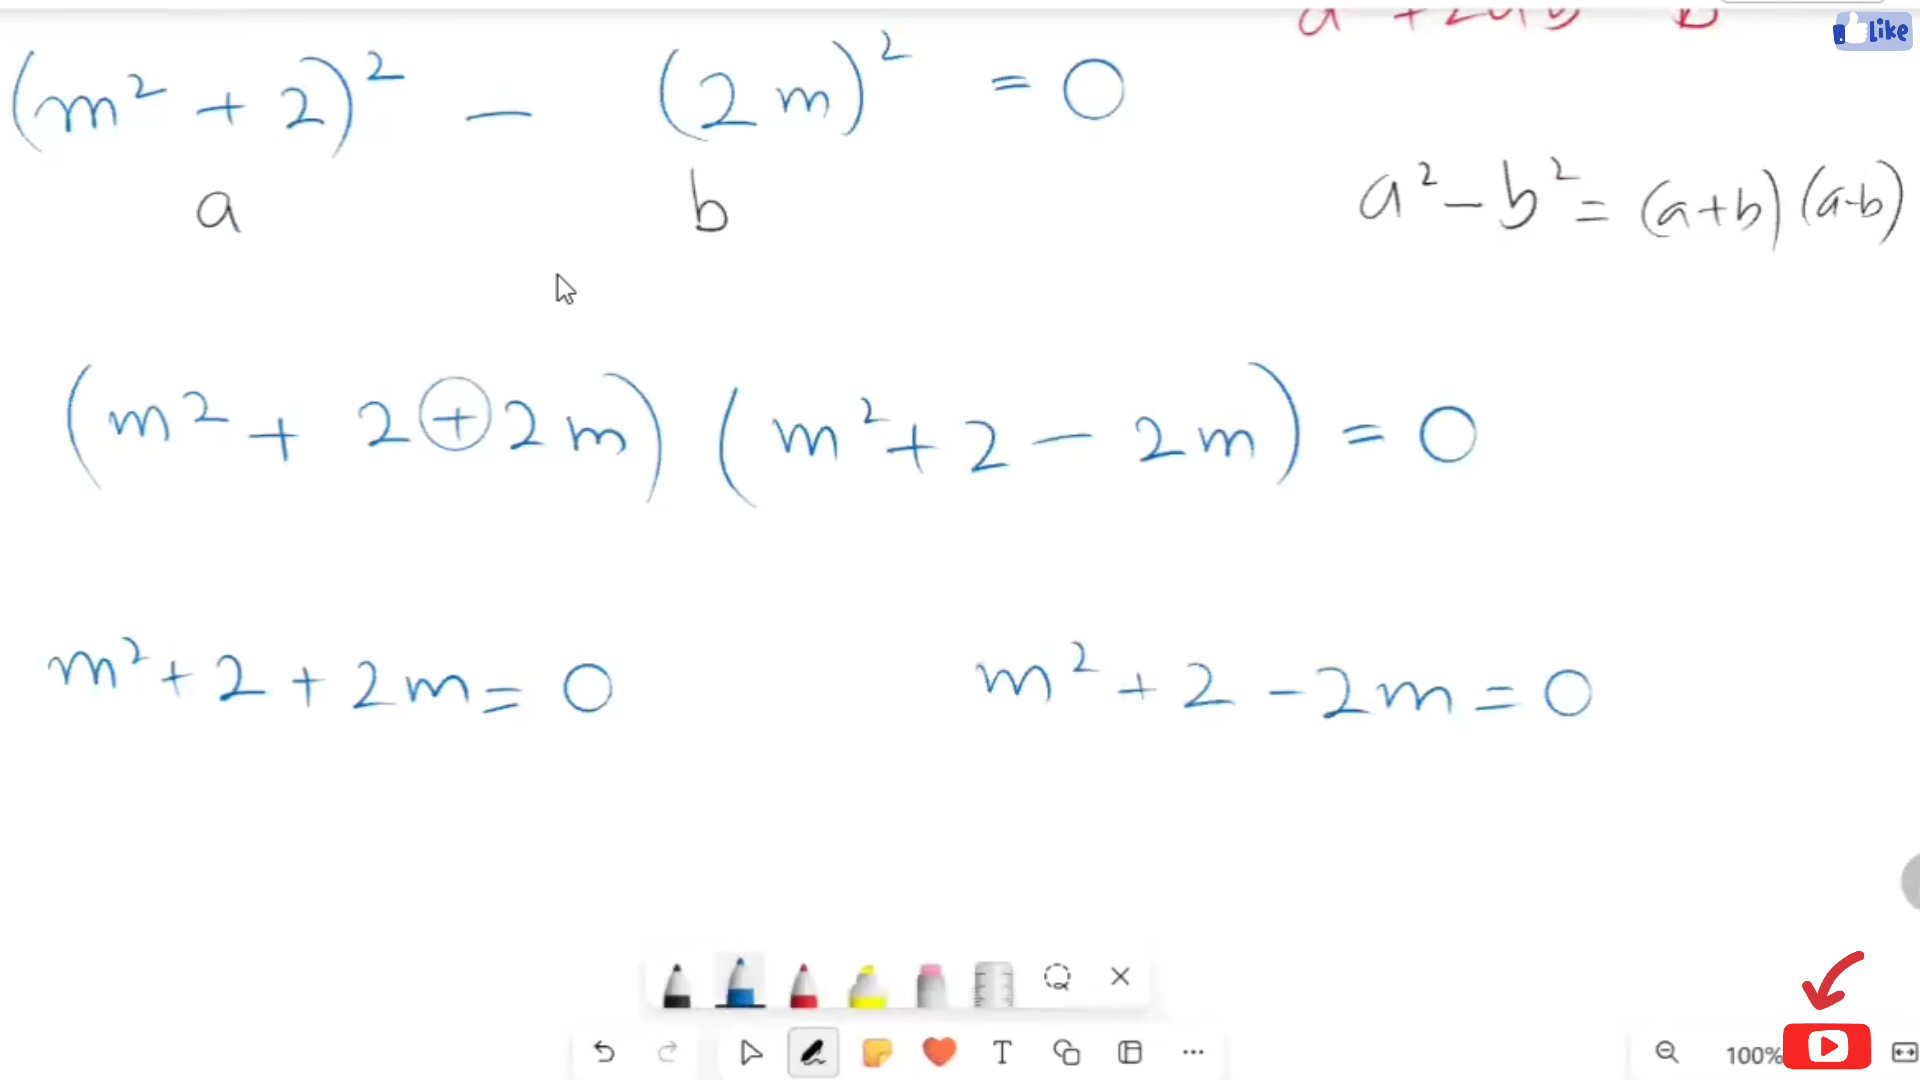 Like
(m² + 2)² - (2m)² = 0
a b
a² - b² = (a+b) (a-b)
(m² + 2 + 2m) (m² + 2 - 2m) = 0
m² + 2 + 2m = 0
m² + 2 - 2m = 0
T
100%